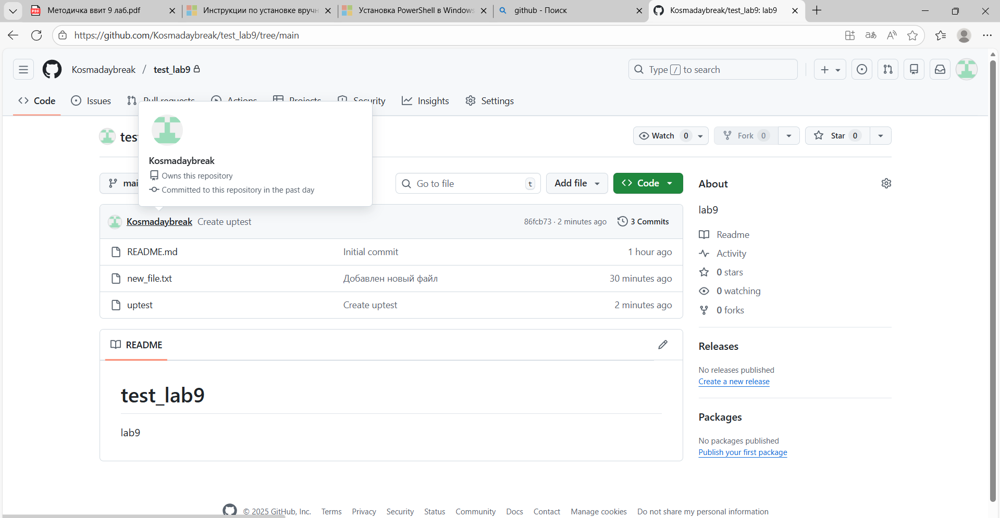 Методичка ввит 9 лаб.pdf
Инструкции по установке вручн
Установка PowerShell в Windows
github - Поиск
Kosmadaybreak/test_lab9: lab9
https://github.com/Kosmadaybreak/test_lab9/tree/main
Kosmadaybreak / test_lab9
Type / to search
Code
Issues
Pull requests
Actions
Projects
Security
Insights
Settings
tes
Kosmadaybreak
Owns this repository
Committed to this repository in the past day
Watch 0
Fork 0
Star 0
mai
Go to file t
Add file
Code
Kosmadaybreak Create uptest 86fcb73 · 2 minutes ago 3 Commits
README.md Initial commit 1 hour ago
new_file.txt Добавлен новый файл 30 minutes ago
uptest Create uptest 2 minutes ago
README
test_lab9
lab9
About
lab9
Readme
Activity
0 stars
0 watching
0 forks
Releases
No releases published
Create a new release
Packages
No packages published
Publish your first package
© 2025 GitHub, Inc. Terms Privacy Security Status Community Docs Contact Manage cookies Do not share my personal information